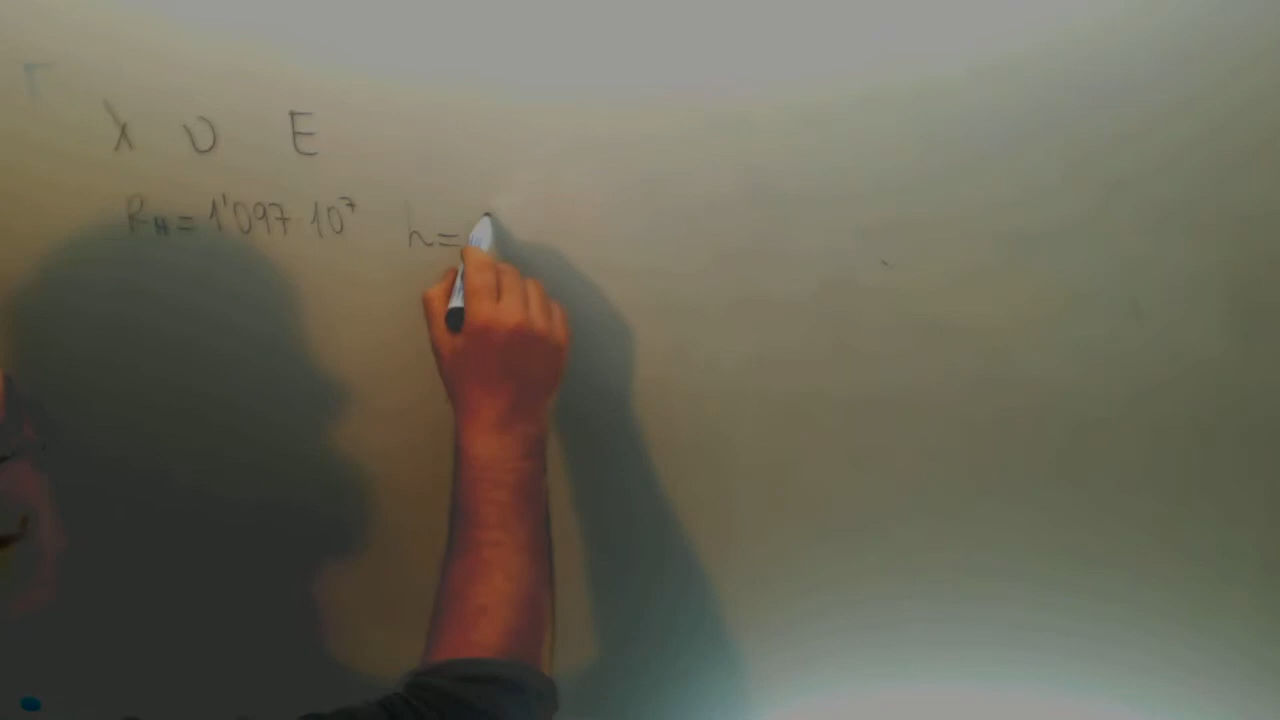 λ υ E
R_H = 1'097 10⁷ h =